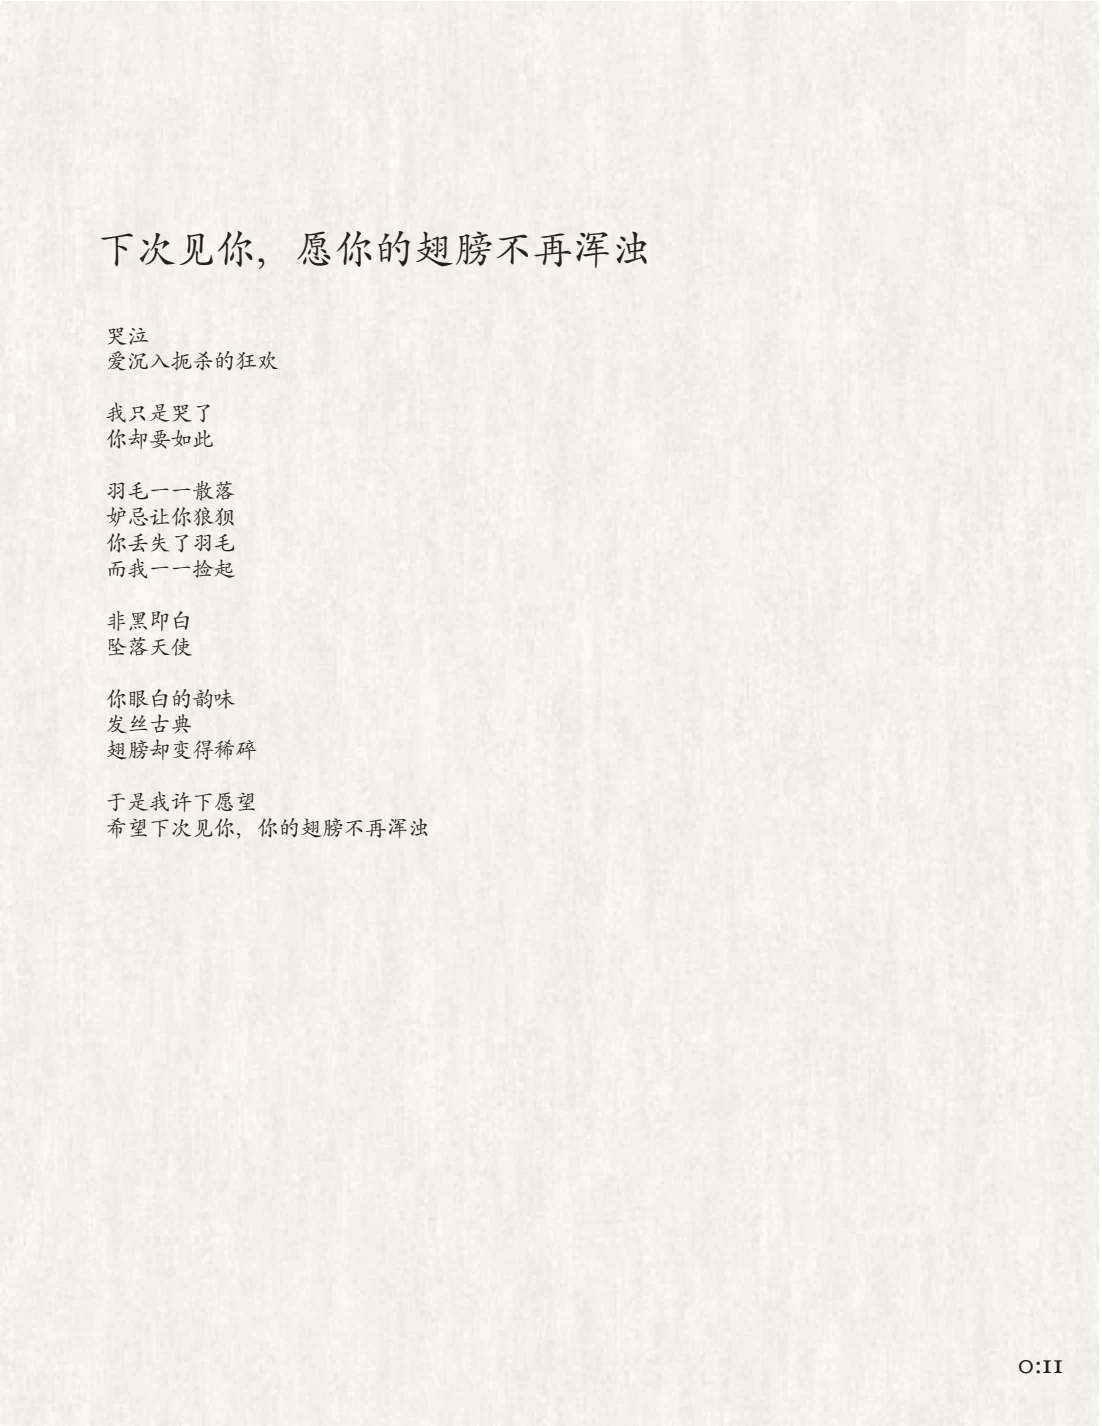 下次见你，愿你的翅膀不再浑浊
哭泣
爱沉入扼杀的狂欢
我只是哭了
你却要如此
羽毛一一散落
妒忌让你狼狈
你丢失了羽毛
而我一一捡起
非黑即白
坠落天使
你眼白的韵味
发丝古典
翅膀却变得稀碎
于是我许下愿望
希望下次见你，你的翅膀不再浑浊
0:11